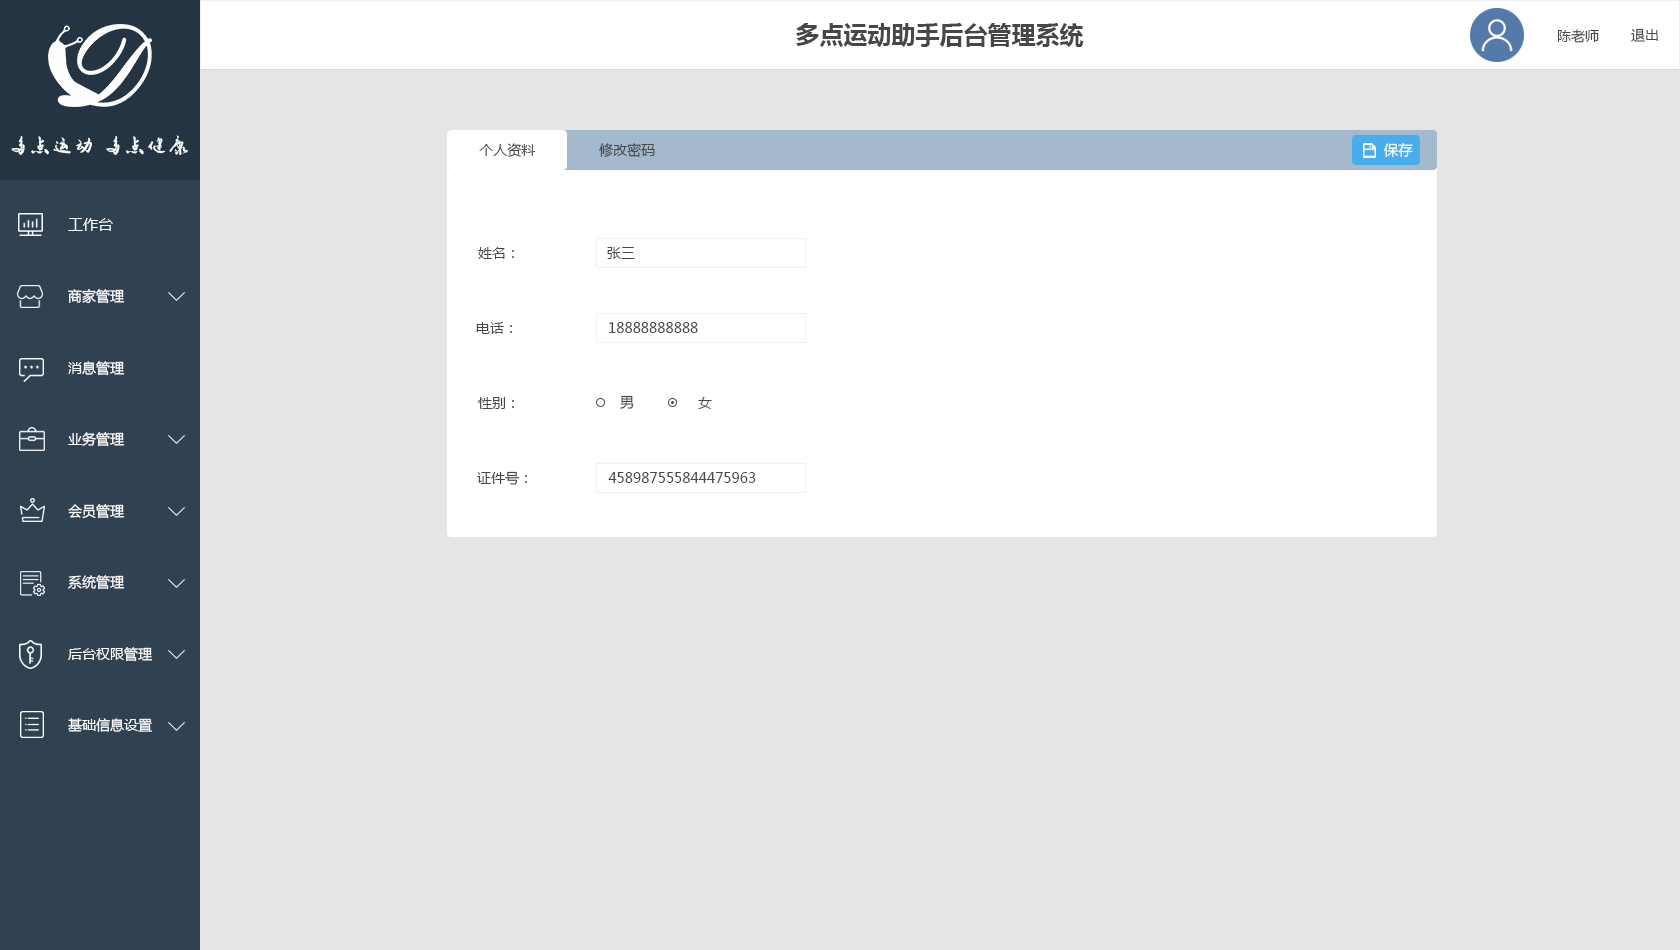 多点运动 多点健康
工作台
商家管理
消息管理
业务管理
会员管理
系统管理
后台权限管理
基础信息设置
多点运动助手后台管理系统
陈老师 退出
个人资料 修改密码 保存
姓名： 张三
电话： 18888888888
性别： 男 女
证件号： 458987555844475963